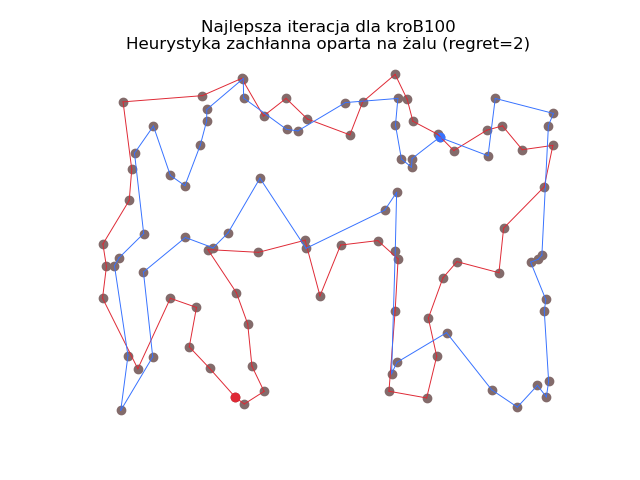 Najlepsza iteracja dla kroB100
Heurystyka zachłanna oparta na żalu (regret=2)